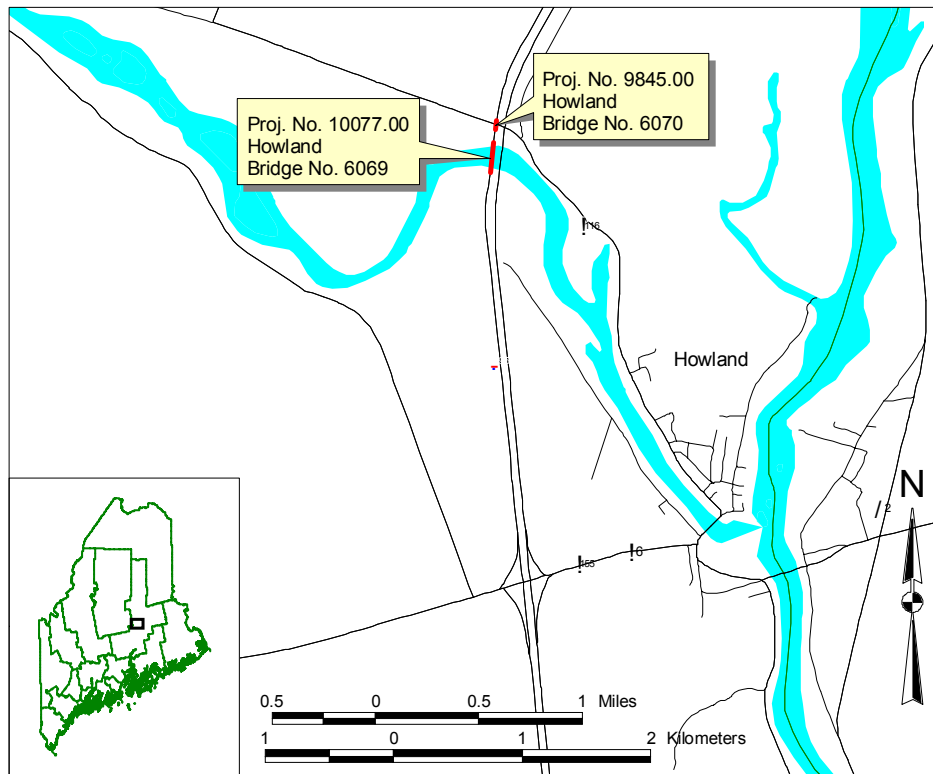 Proj. No. 9845.00
Howland
Bridge No. 6070
Proj. No. 10077.00
Howland
Bridge No. 6069
116
Howland
N
2
6
155
0.5 0 0.5 1 Miles
1 0 1 2 Kilometers